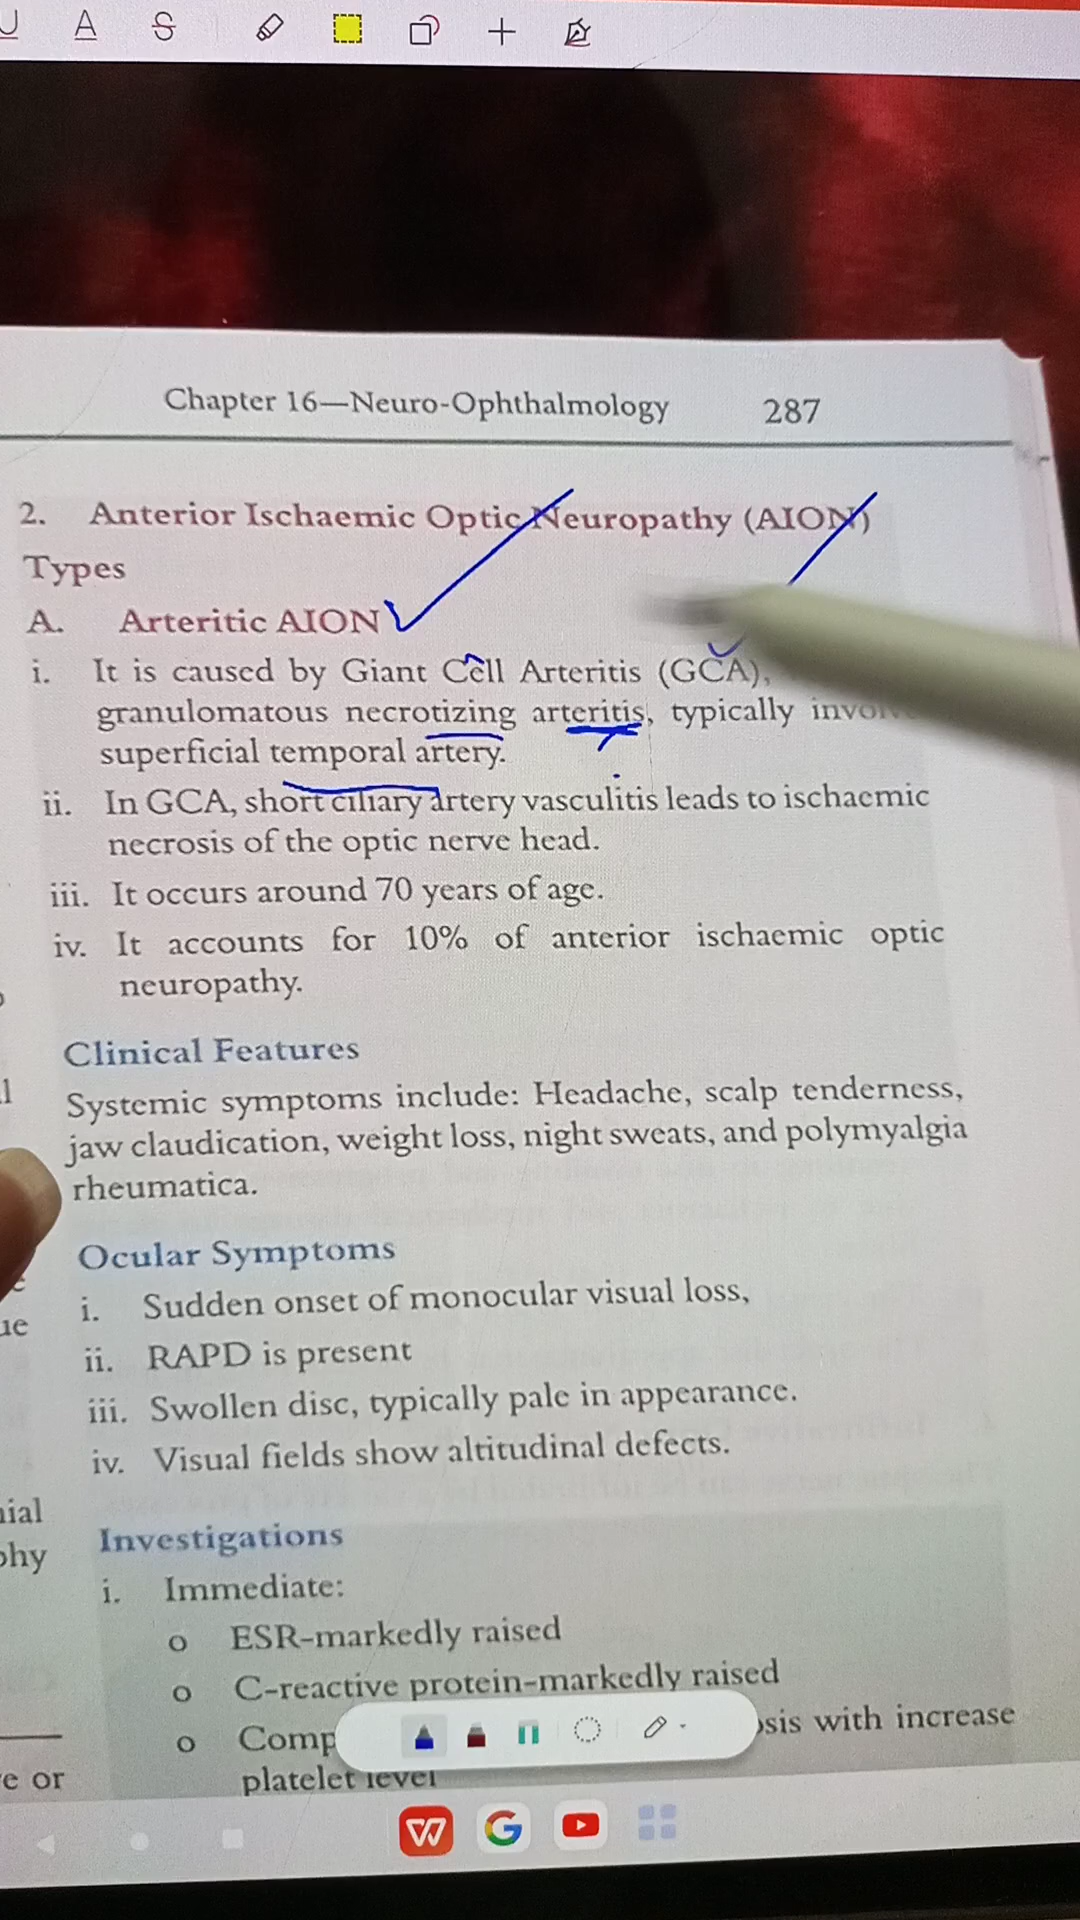 U A S
Chapter 16—Neuro-Ophthalmology 287
2. Anterior Ischaemic Optic Neuropathy (AION)
Types
A. Arteritic AION
i. It is caused by Giant Cell Arteritis (GCA),
granulomatous necrotizing arteritis, typically
superficial temporal artery.
ii. In GCA, short ciliary artery vasculitis leads to ischaemic
necrosis of the optic nerve head.
iii. It occurs around 70 years of age.
iv. It accounts for 10% of anterior ischaemic optic
neuropathy.
Clinical Features
Systemic symptoms include: Headache, scalp tenderness,
jaw claudication, weight loss, night sweats, and polymyalgia
rheumatica.
Ocular Symptoms
i. Sudden onset of monocular visual loss,
ii. RAPD is present
iii. Swollen disc, typically pale in appearance.
iv. Visual fields show altitudinal defects.
Investigations
i. Immediate:
o ESR-markedly raised
o C-reactive protein-markedly raised
o with increase
platelet level
e or